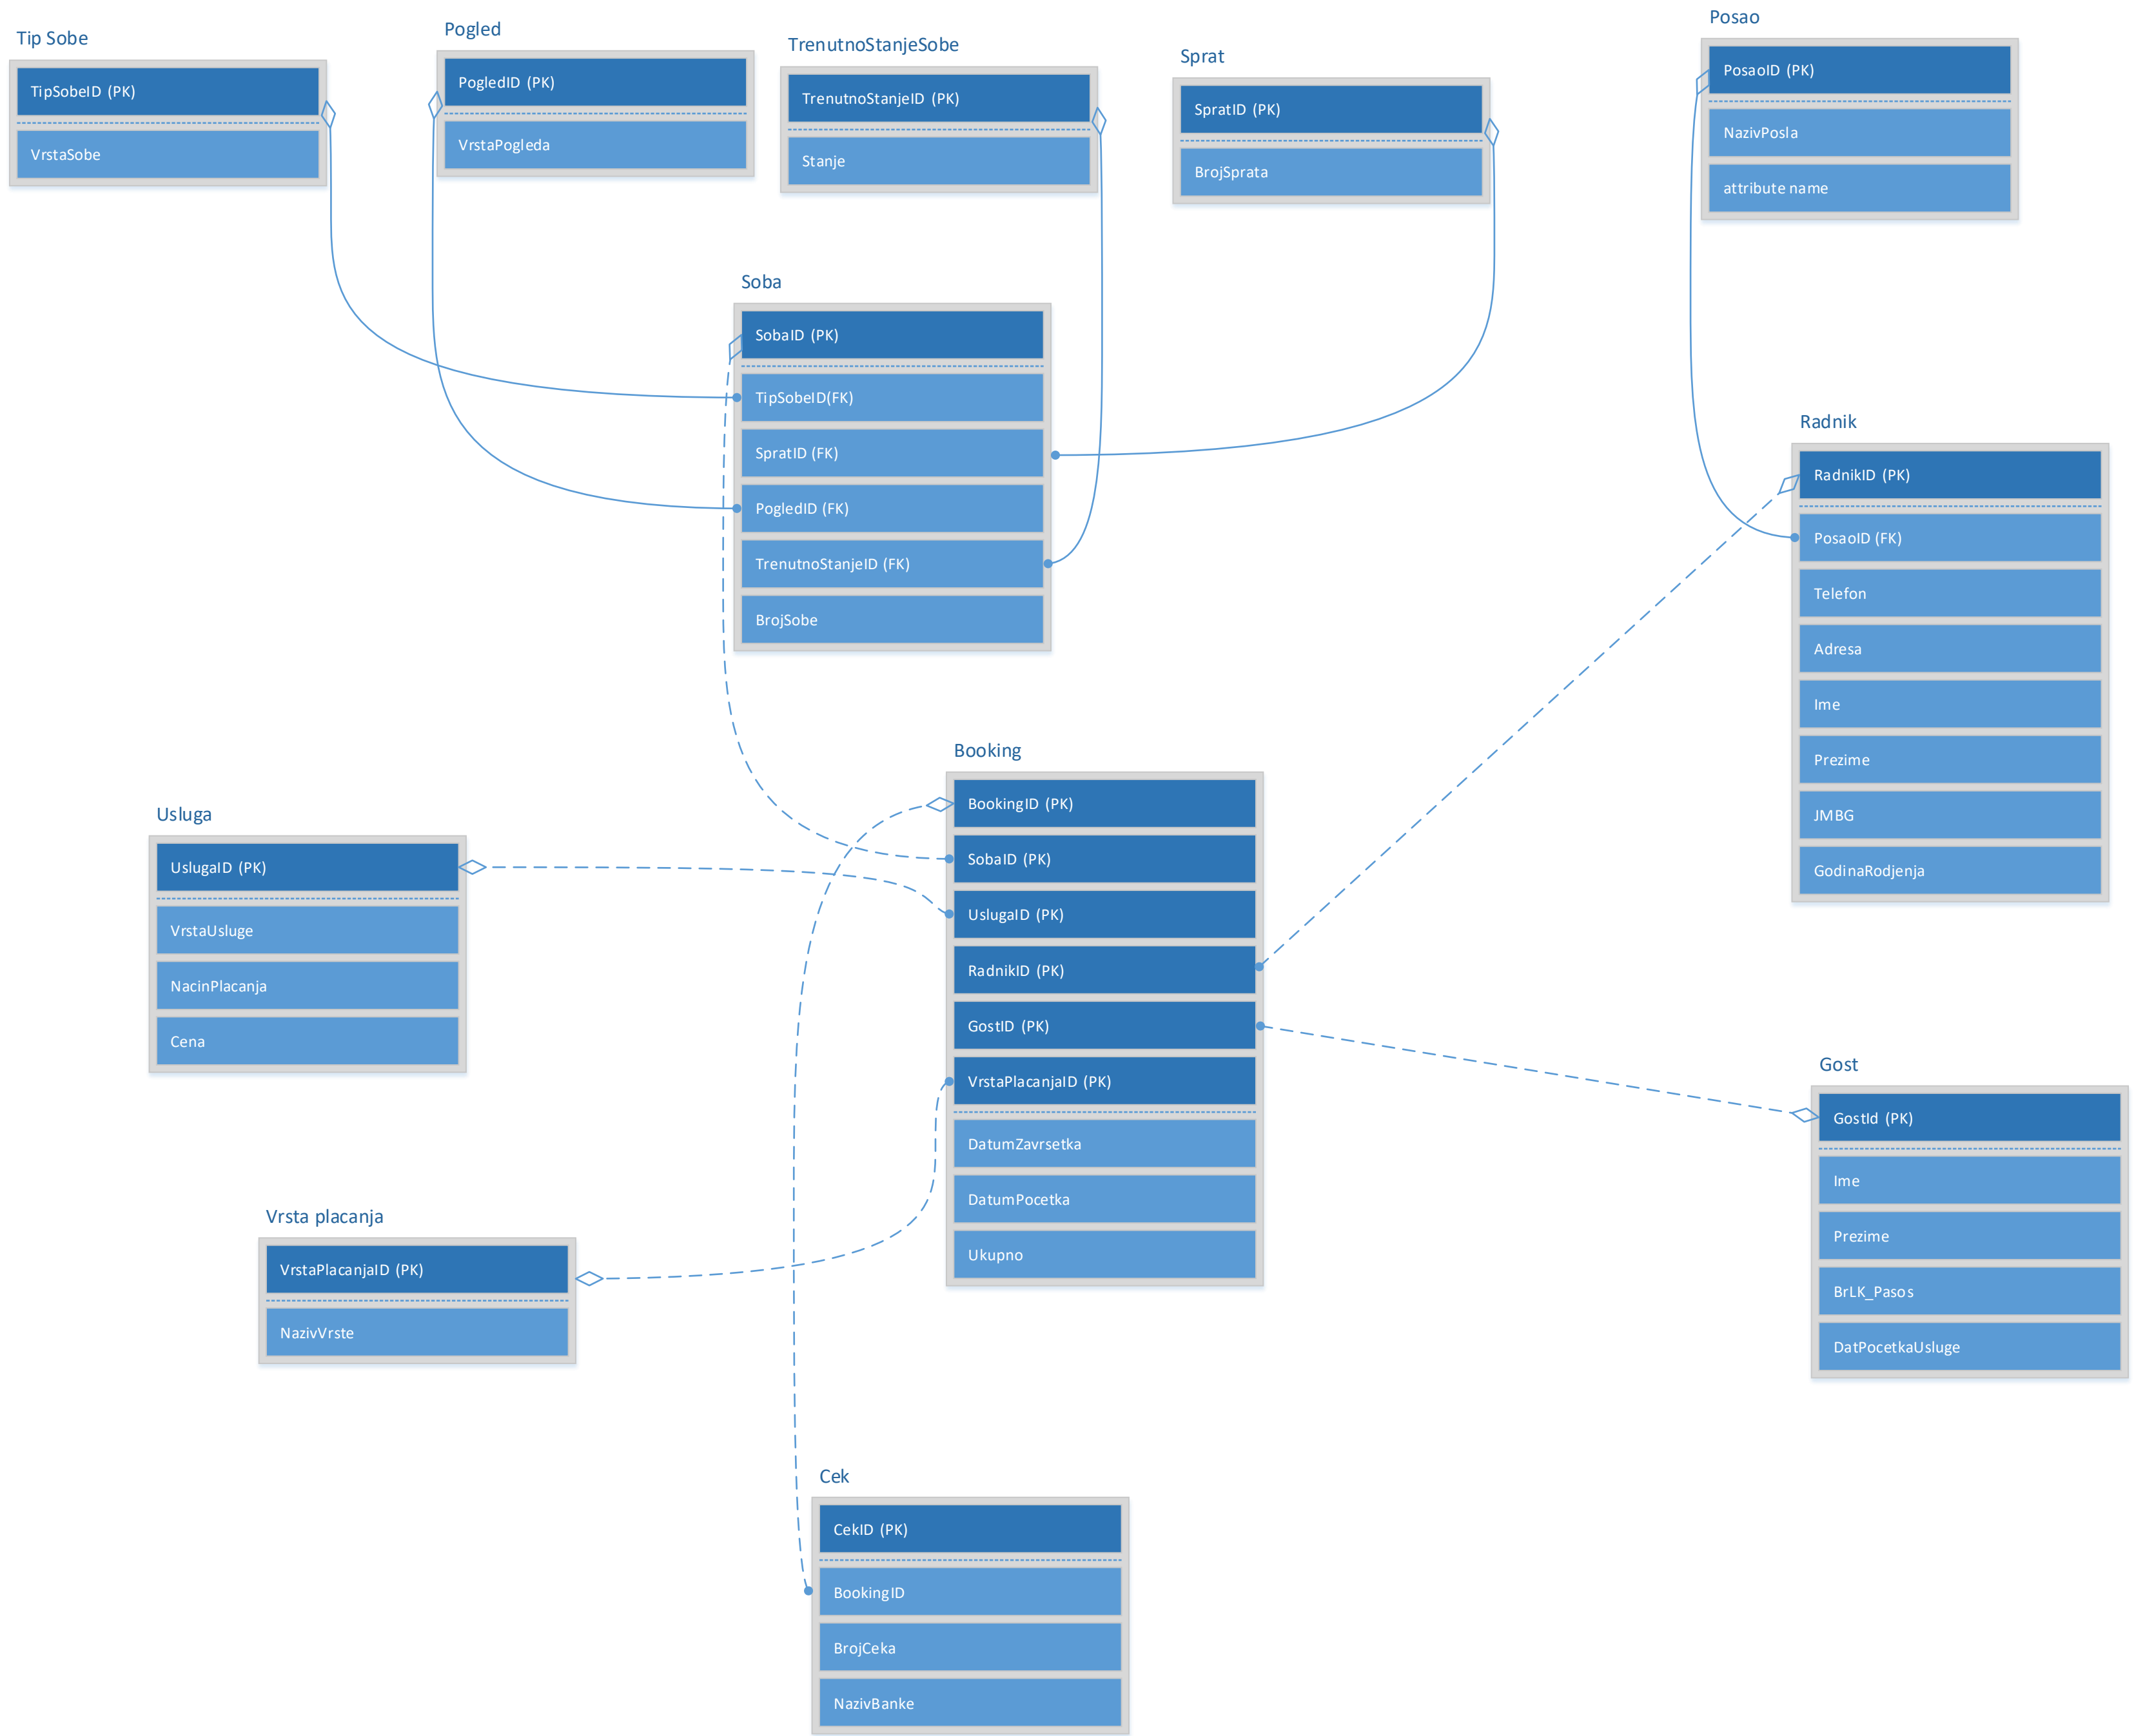 Tip Sobe
TipSobeID (PK)
VrstaSobe
Pogled
PogledID (PK)
VrstaPogleda
TrenutnoStanjeSobe
TrenutnoStanjeID (PK)
Stanje
Sprat
SpratID (PK)
BrojSprata
Posao
PosaoID (PK)
NazivPosla
attribute name
Soba
SobaID (PK)
TipSobeID(FK)
SpratID (FK)
PogledID (FK)
TrenutnoStanjeID (FK)
BrojSobe
Radnik
RadnikID (PK)
PosaoID (FK)
Telefon
Adresa
Ime
Prezime
JMBG
GodinaRodjenja
Booking
BookingID (PK)
SobaID (PK)
UslugaID (PK)
RadnikID (PK)
GostID (PK)
VrstaPlacanjaID (PK)
DatumZavrsetka
DatumPocetka
Ukupno
Usluga
UslugaID (PK)
VrstaUsluge
NacinPlacanja
Cena
Gost
GostId (PK)
Ime
Prezime
BrLK_Pasos
DatPocetkaUsluge
Vrsta placanja
VrstaPlacanjaID (PK)
NazivVrste
Cek
CekID (PK)
BookingID
BrojCeka
NazivBanke